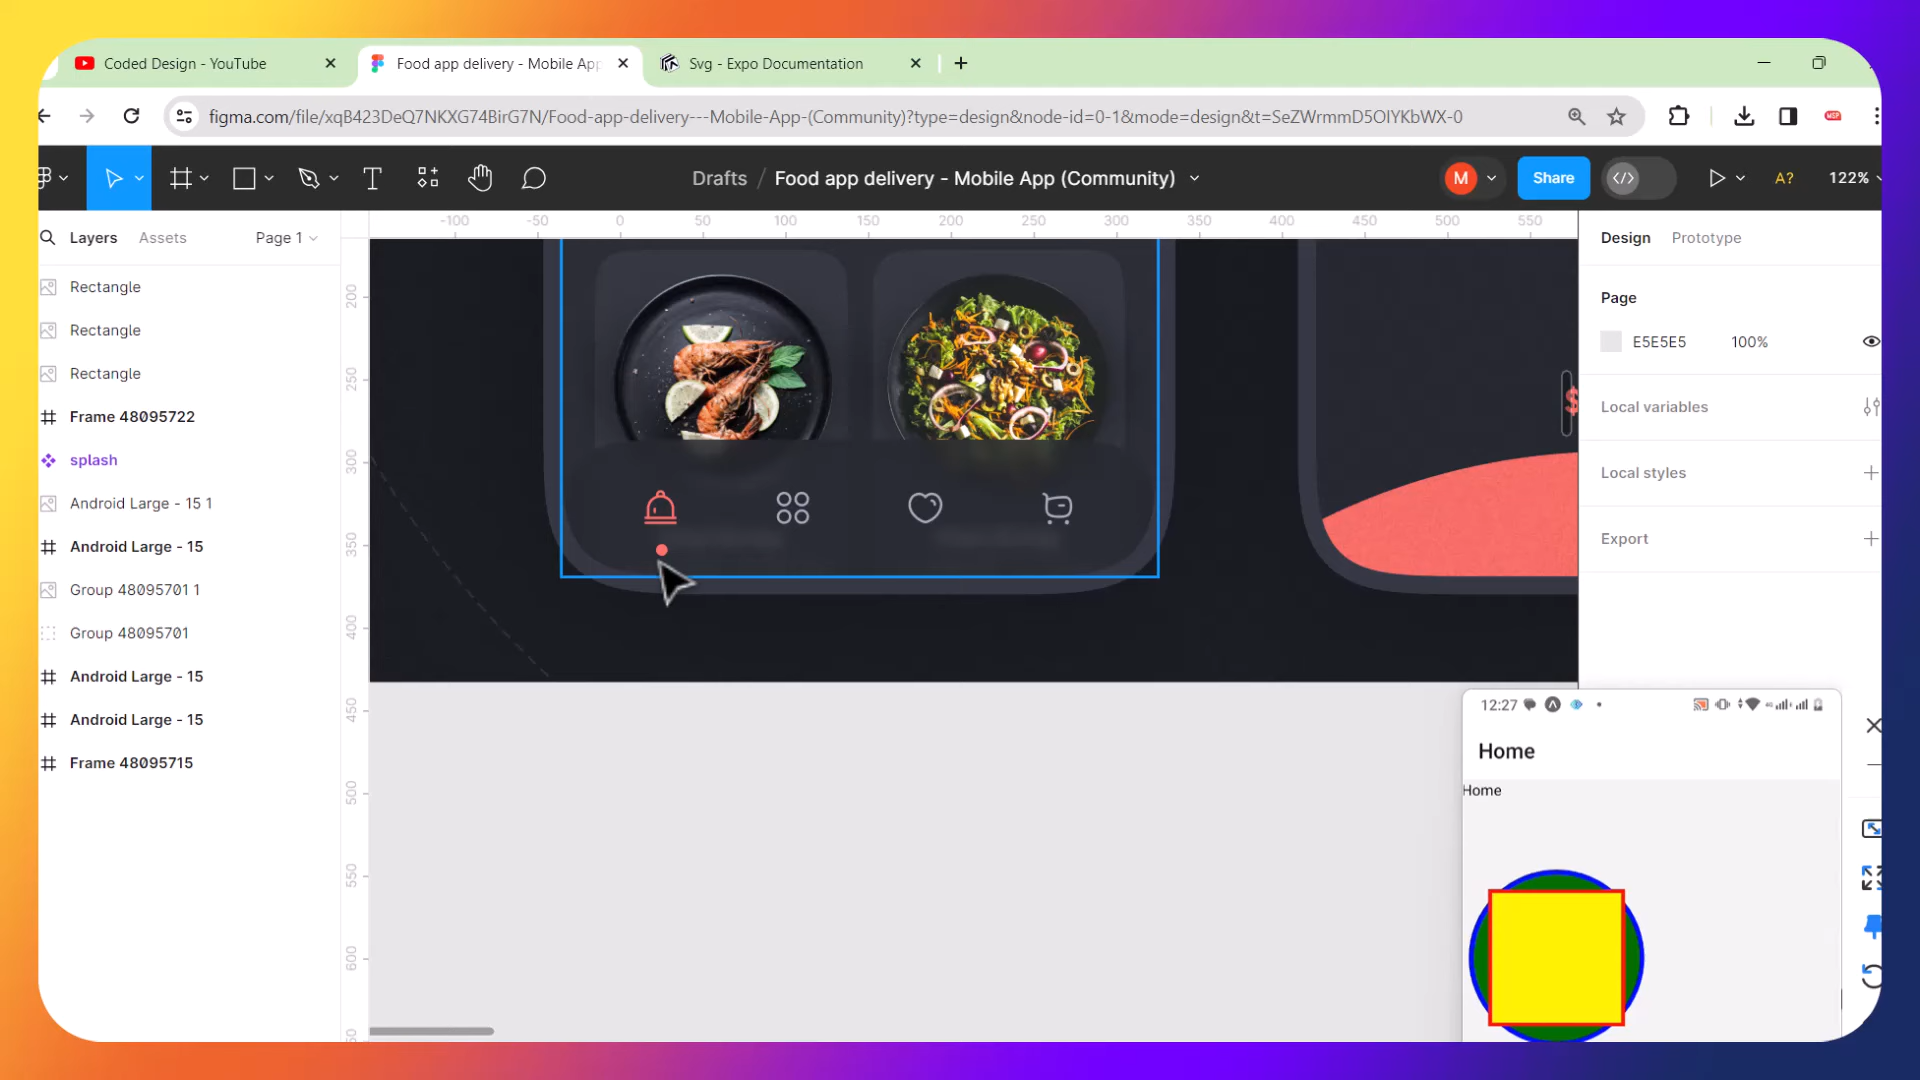 Coded Design - YouTube
Food app delivery - Mobile App
Svg - Expo Documentation
figma.com/file/xqB423DeQ7NKXG74BirG7N/Food-app-delivery---Mobile-App-(Community)?type=design&node-id=0-1&mode=design&t=SeZWrmmD5OIYKbWX-0
Drafts / Food app delivery - Mobile App (Community)
M
Share
A?
122%
Layers
Assets
Page 1
-100 -50 0 50 100 150 200 250 300 350 400 450 500 550
Design
Prototype
Rectangle
Rectangle
Rectangle
Frame 48095722
splash
Android Large - 15 1
Android Large - 15
Group 48095701 1
Group 48095701
Android Large - 15
Android Large - 15
Frame 48095715
200
250
300
350
400
450
500
550
600
$
Page
E5E5E5 100%
Local variables
Local styles
Export
12:27
Home
Home